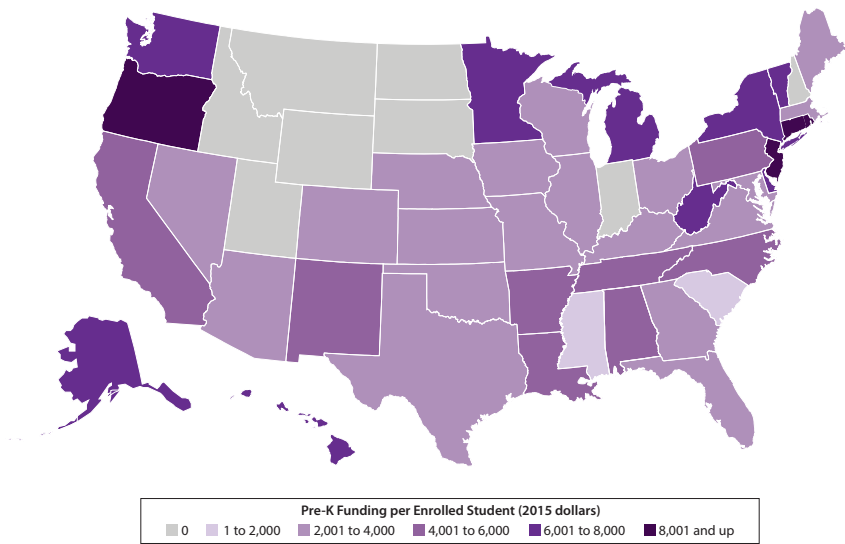 Pre-K Funding per Enrolled Student (2015 dollars)
0 1 to 2,000 2,001 to 4,000 4,001 to 6,000 6,001 to 8,000 8,001 and up